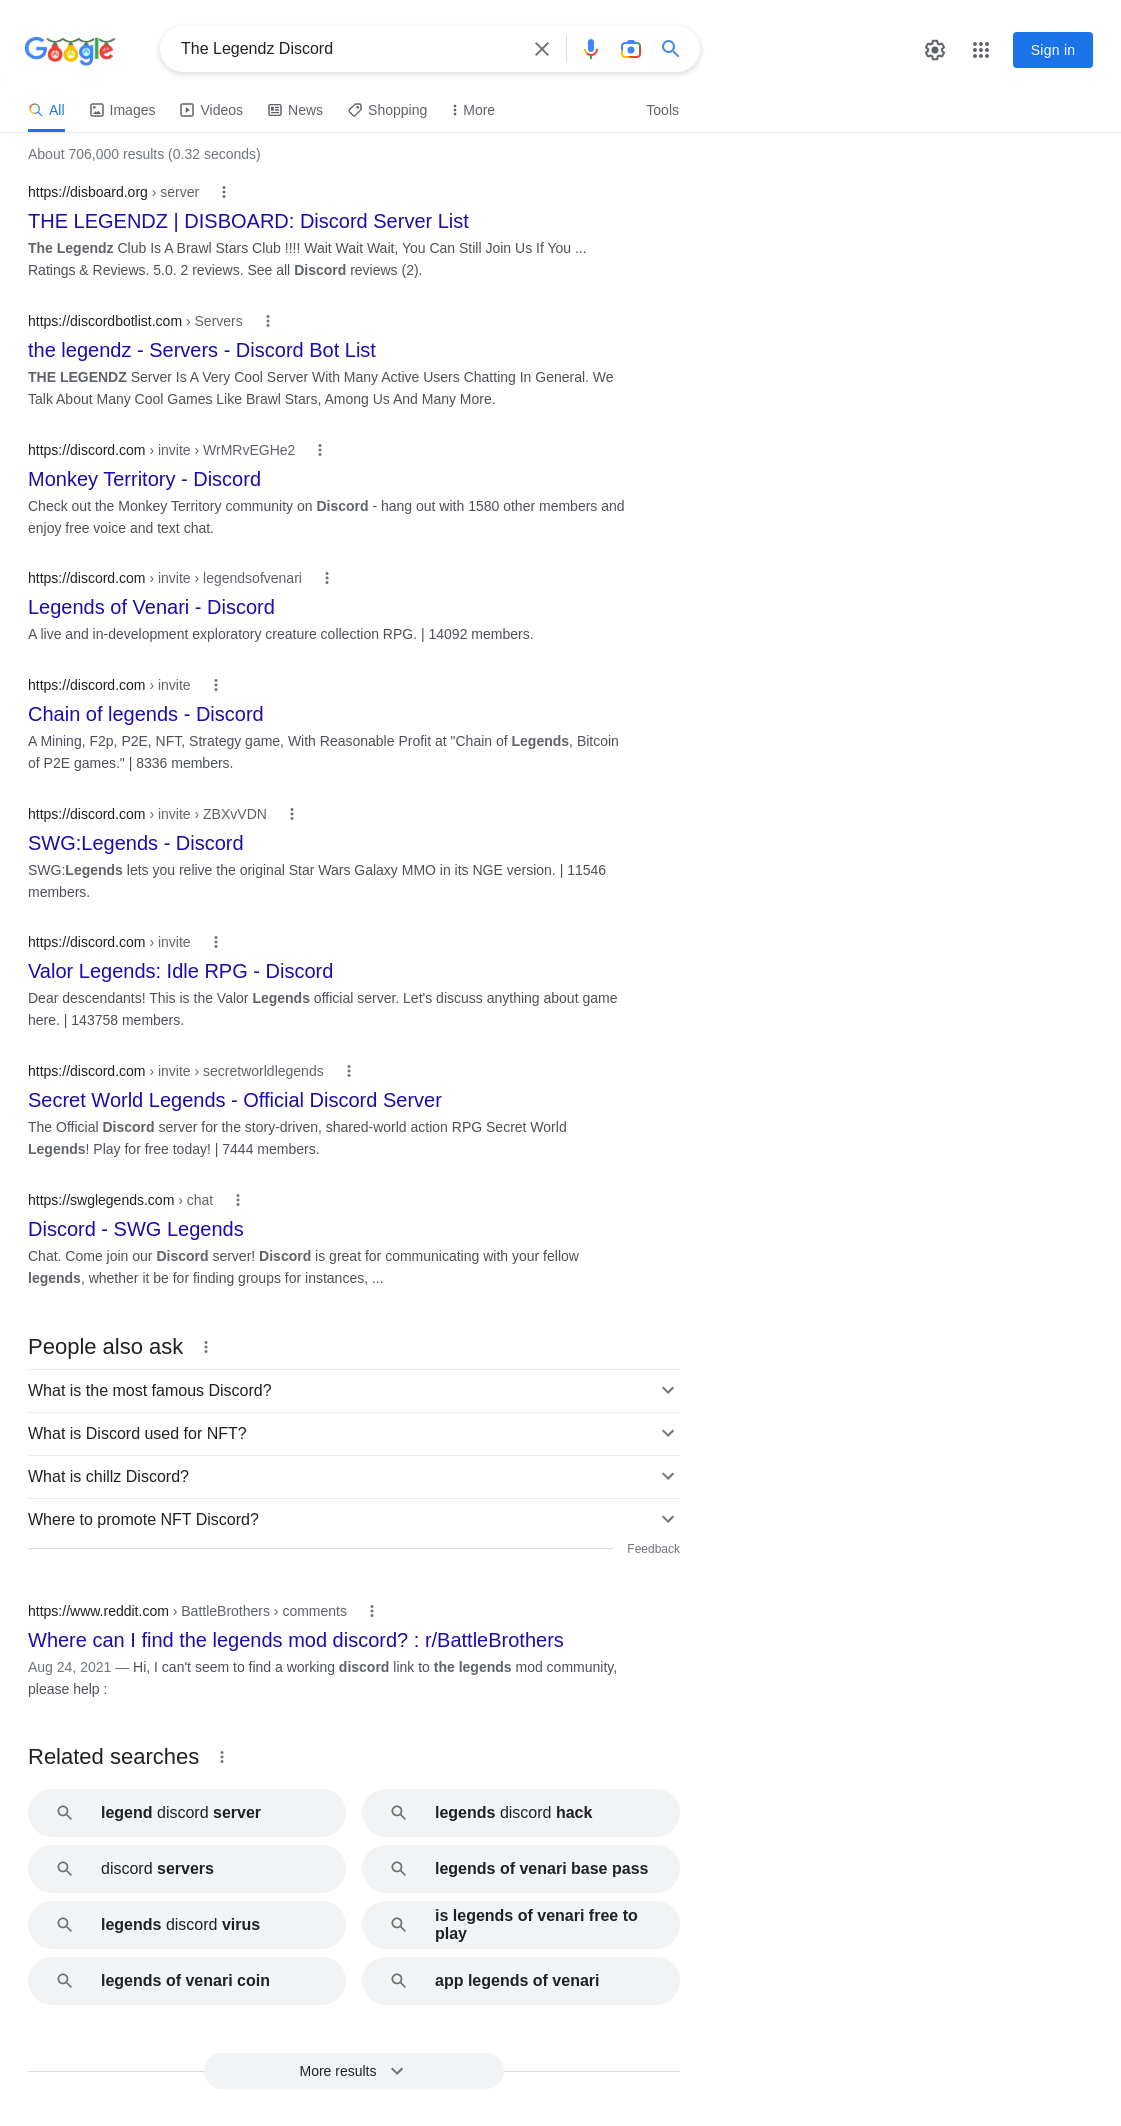 Google
The Legendz Discord
Sign in
All Images Videos News Shopping More Tools
About 706,000 results (0.32 seconds)
https://disboard.org › server
THE LEGENDZ | DISBOARD: Discord Server List
The Legendz Club Is A Brawl Stars Club !!!! Wait Wait Wait, You Can Still Join Us If You ...
Ratings & Reviews. 5.0. 2 reviews. See all Discord reviews (2).
https://discordbotlist.com › Servers
the legendz - Servers - Discord Bot List
THE LEGENDZ Server Is A Very Cool Server With Many Active Users Chatting In General. We
Talk About Many Cool Games Like Brawl Stars, Among Us And Many More.
https://discord.com › invite › WrMRvEGHe2
Monkey Territory - Discord
Check out the Monkey Territory community on Discord - hang out with 1580 other members and
enjoy free voice and text chat.
https://discord.com › invite › legendsofvenari
Legends of Venari - Discord
A live and in-development exploratory creature collection RPG. | 14092 members.
https://discord.com › invite
Chain of legends - Discord
A Mining, F2p, P2E, NFT, Strategy game, With Reasonable Profit at "Chain of Legends, Bitcoin
of P2E games." | 8336 members.
https://discord.com › invite › ZBXvVDN
SWG:Legends - Discord
SWG:Legends lets you relive the original Star Wars Galaxy MMO in its NGE version. | 11546
members.
https://discord.com › invite
Valor Legends: Idle RPG - Discord
Dear descendants! This is the Valor Legends official server. Let's discuss anything about game
here. | 143758 members.
https://discord.com › invite › secretworldlegends
Secret World Legends - Official Discord Server
The Official Discord server for the story-driven, shared-world action RPG Secret World
Legends! Play for free today! | 7444 members.
https://swglegends.com › chat
Discord - SWG Legends
Chat. Come join our Discord server! Discord is great for communicating with your fellow
legends, whether it be for finding groups for instances, ...
People also ask
What is the most famous Discord?
What is Discord used for NFT?
What is chillz Discord?
Where to promote NFT Discord?
Feedback
https://www.reddit.com › BattleBrothers › comments
Where can I find the legends mod discord? : r/BattleBrothers
Aug 24, 2021 — Hi, I can't seem to find a working discord link to the legends mod community,
please help :
Related searches
legend discord server
legends discord hack
discord servers
legends of venari base pass
legends discord virus
is legends of venari free to
play
legends of venari coin
app legends of venari
More results